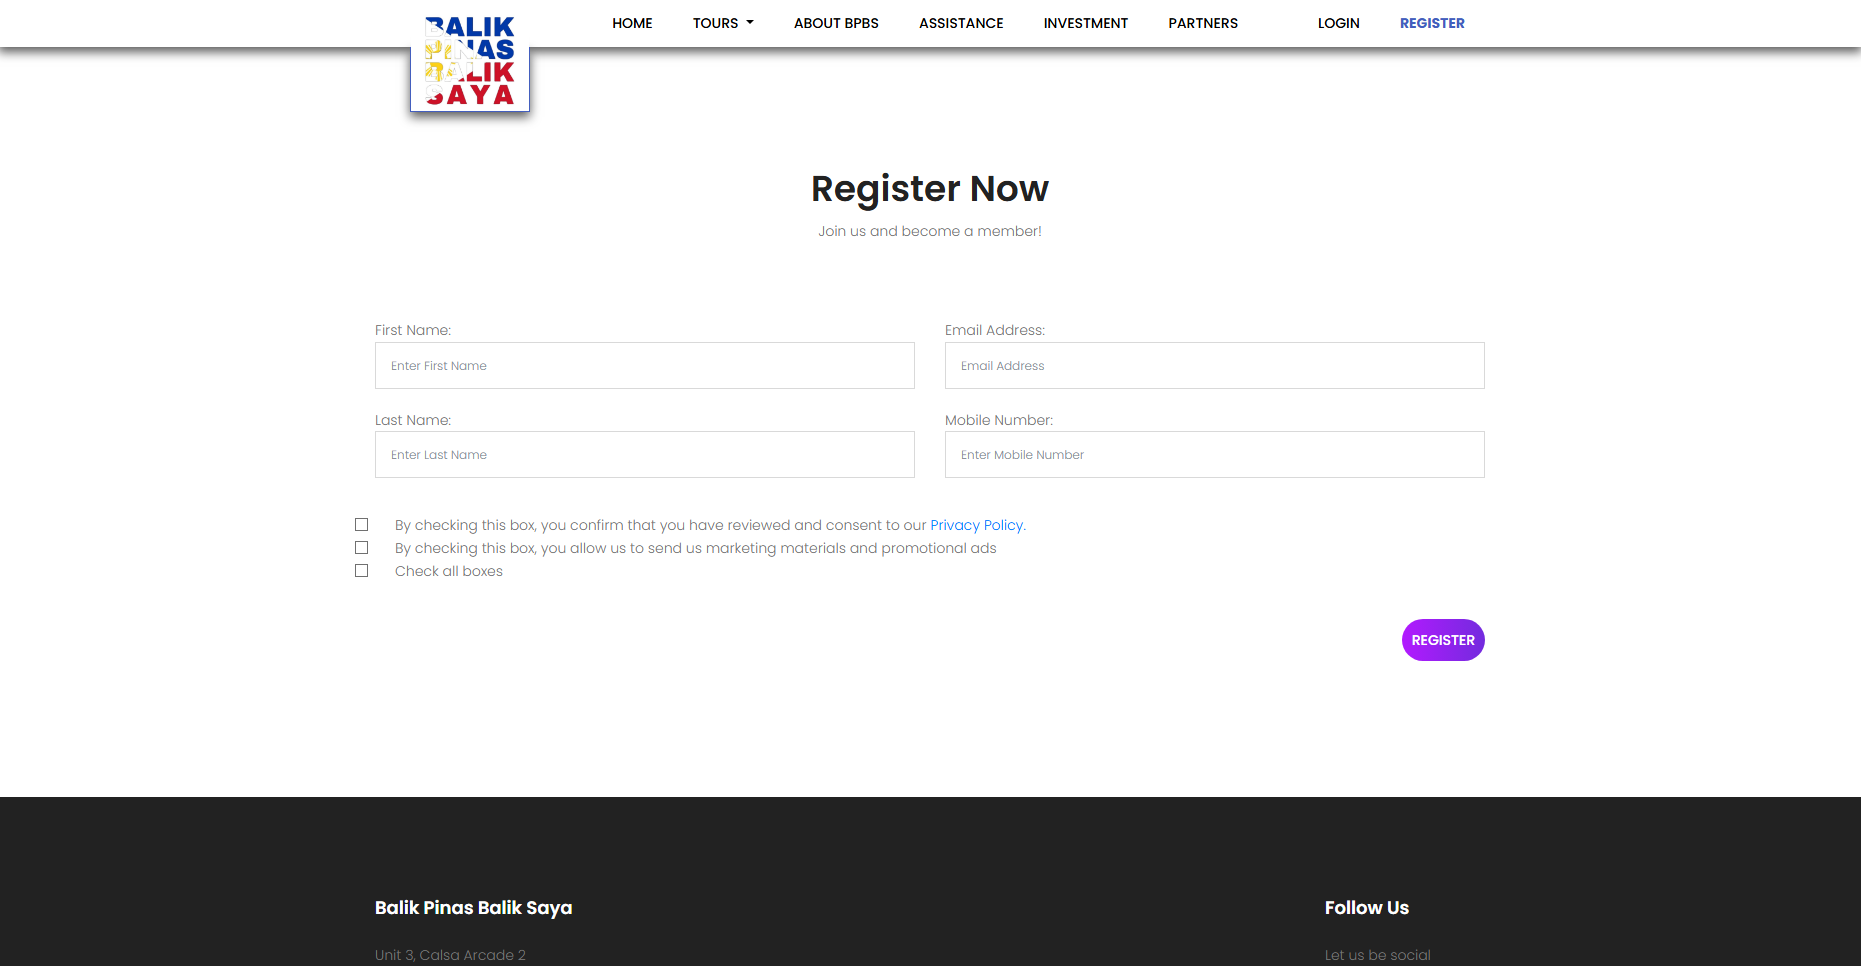 BALIK
PINAS
BALIK
SAYA
HOME TOURS ABOUT BPBS ASSISTANCE INVESTMENT PARTNERS LOGIN REGISTER
Register Now
Join us and become a member!
First Name: Email Address:
Enter First Name Email Address
Last Name: Mobile Number:
Enter Last Name Enter Mobile Number
By checking this box, you confirm that you have reviewed and consent to our Privacy Policy.
By checking this box, you allow us to send us marketing materials and promotional ads
Check all boxes
REGISTER
Balik Pinas Balik Saya Follow Us
Unit 3, Calsa Arcade 2 Let us be social